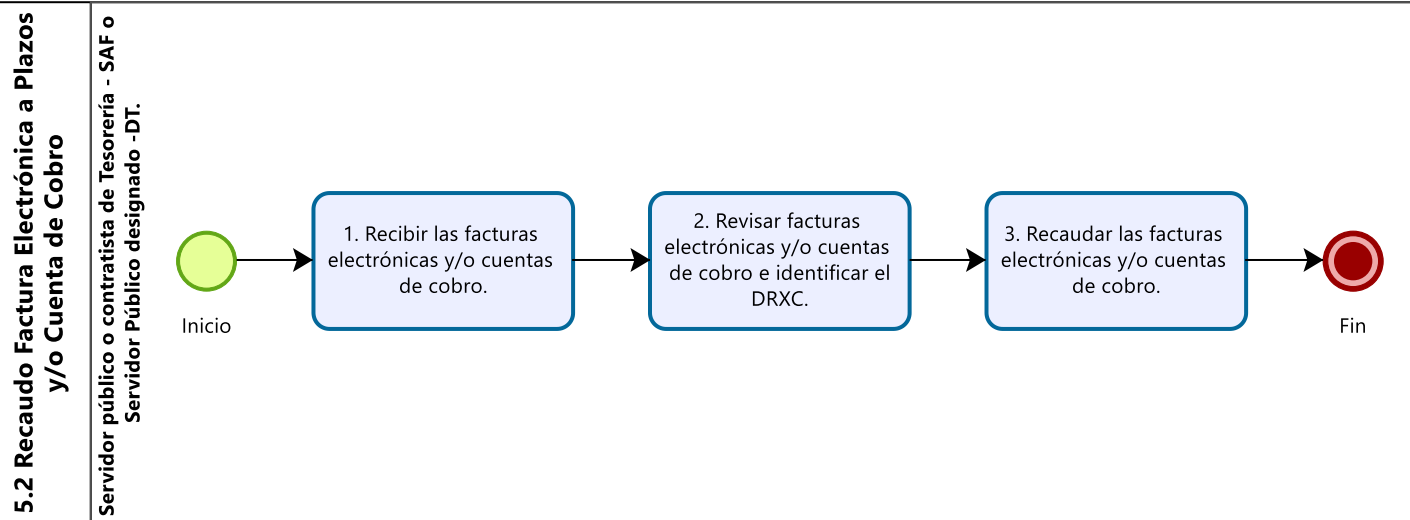 5.2 Recaudo Factura Electrónica a Plazos
y/o Cuenta de Cobro
Servidor público o contratista de Tesorería - SAF o
Servidor Público designado -DT.
Inicio
1. Recibir las facturas
electrónicas y/o cuentas
de cobro.
2. Revisar facturas
electrónicas y/o cuentas
de cobro e identificar el
DRXC.
3. Recaudar las facturas
electrónicas y/o cuentas
de cobro.
Fin